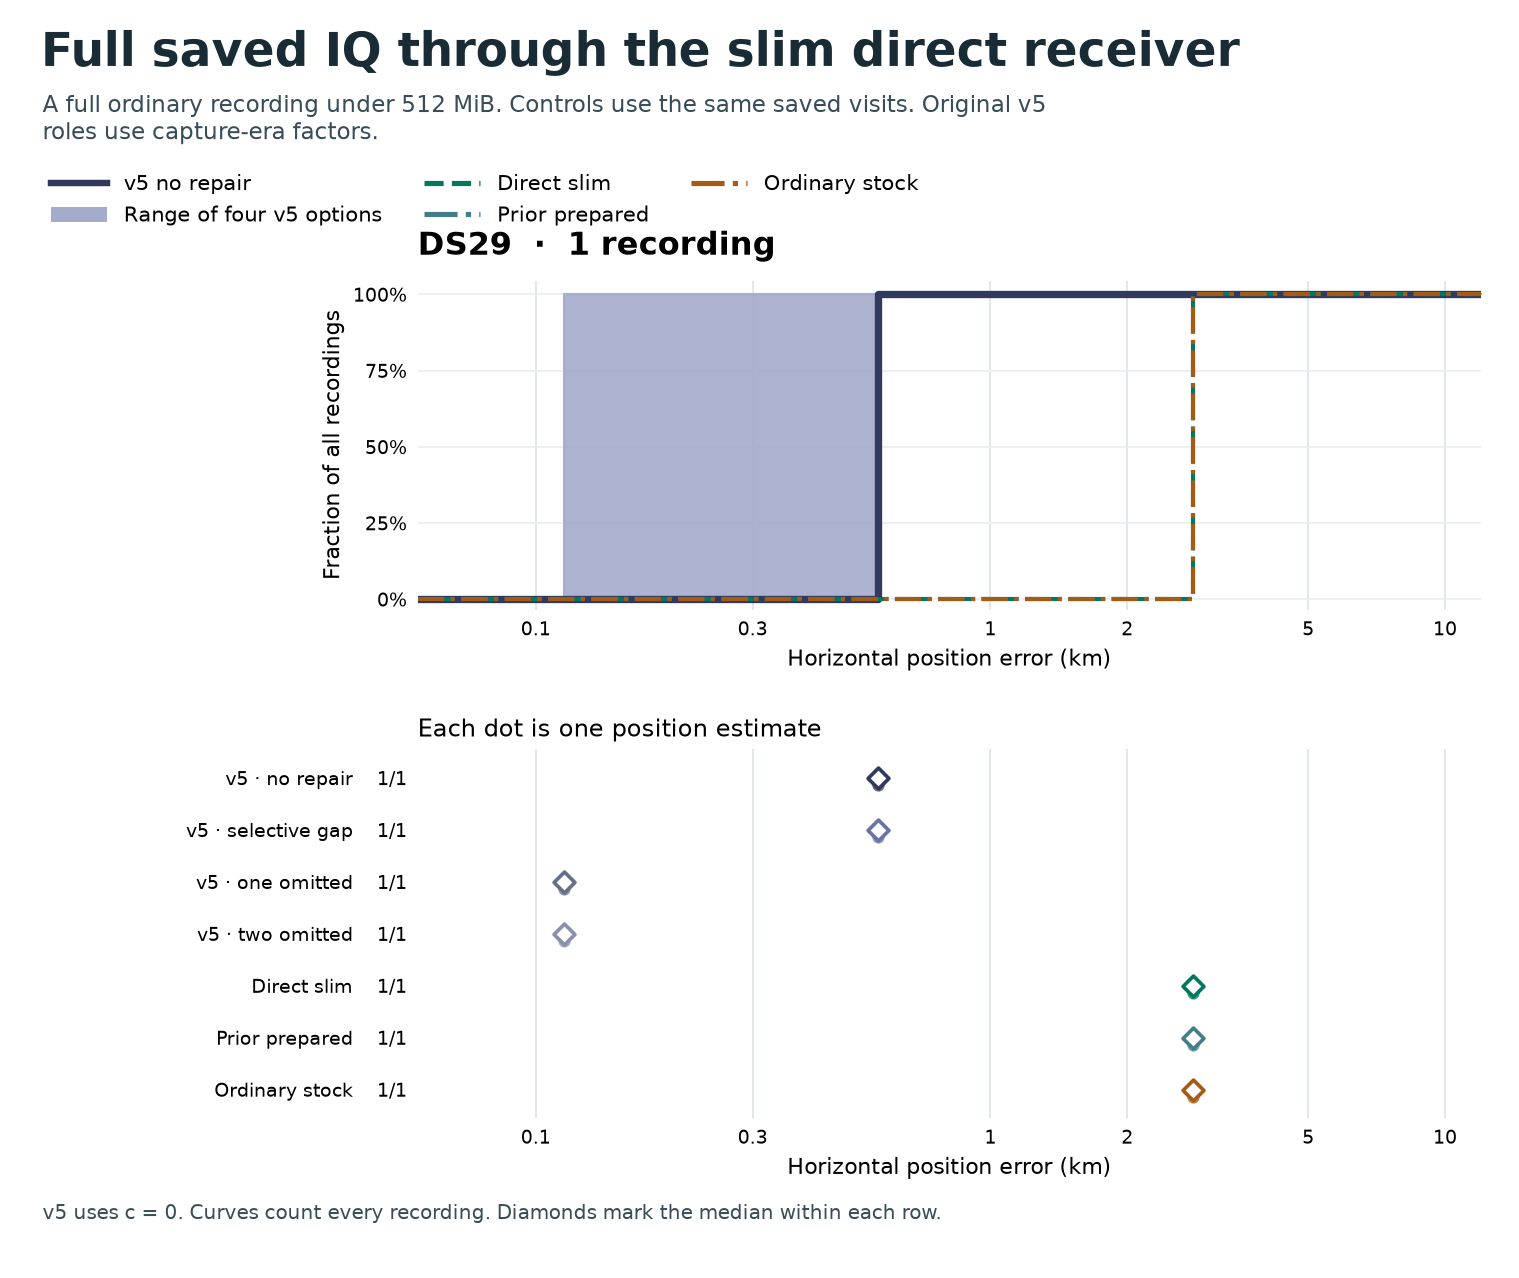 Full saved IQ through the slim direct receiver
A full ordinary recording under 512 MiB. Controls use the same saved visits. Original v5
roles use capture-era factors.
v5 no repair
Range of four v5 options
Direct slim
Prior prepared
Ordinary stock
DS29 · 1 recording
Fraction of all recordings
100%
75%
50%
25%
0%
0.1 0.3 1 2 5 10
Horizontal position error (km)
Each dot is one position estimate
v5 · no repair 1/1
v5 · selective gap 1/1
v5 · one omitted 1/1
v5 · two omitted 1/1
Direct slim 1/1
Prior prepared 1/1
Ordinary stock 1/1
0.1 0.3 1 2 5 10
Horizontal position error (km)
v5 uses c = 0. Curves count every recording. Diamonds mark the median within each row.